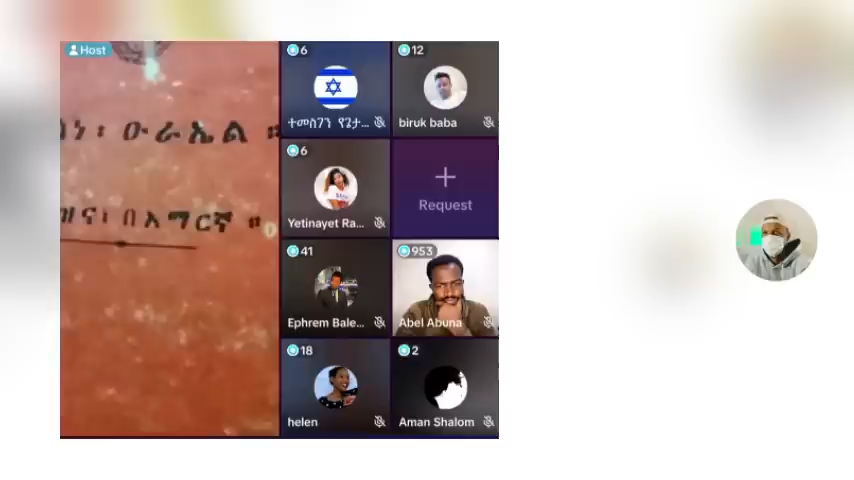 Host
ነ፡ ዑራኤል ፡፡
ዝና፡ በአማርኛ ፡፡
6
ተመስገን የጌታ...
12
biruk baba
6
Yetinayet Ra...
Request
41
Ephrem Bale...
953
Abel Abuna
18
helen
2
Aman Shalom